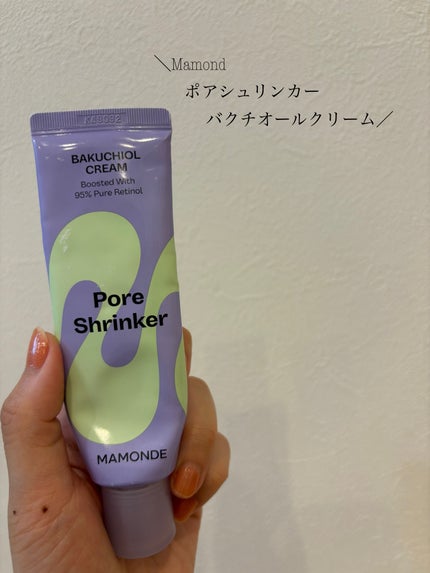 ＼Mamond
ポアシュリンカー
バクチオールクリーム／
BAKUCHIOL
CREAM
Boosted With
95% Pure Retinol
Pore
Shrinker
MAMONDE